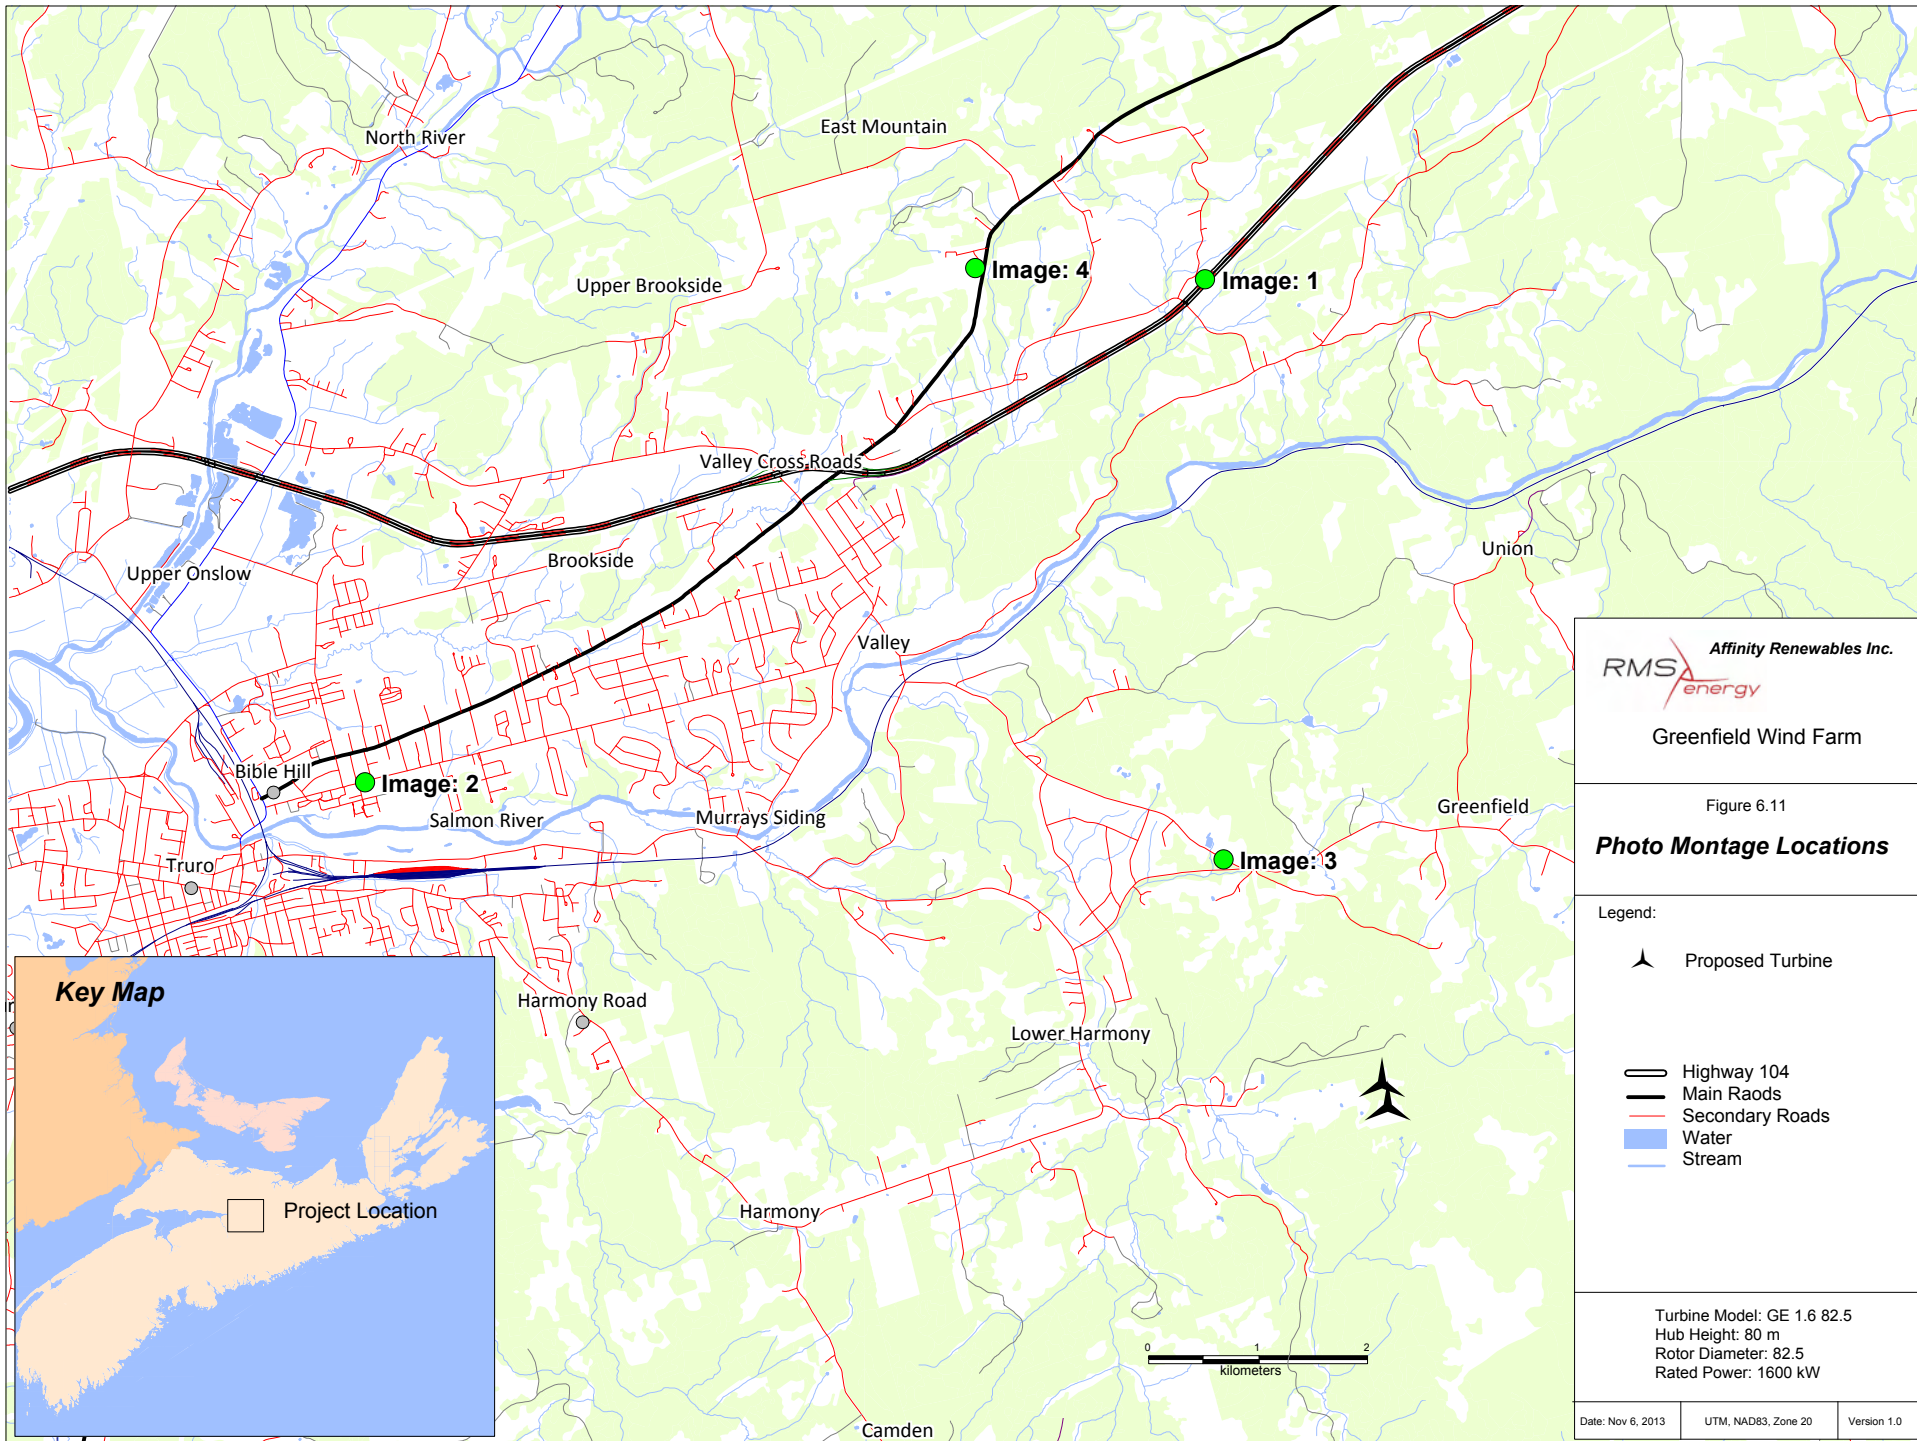 North River
East Mountain
Upper Brookside
Image: 4
Image: 1
Valley Cross Roads
Brookside
Upper Onslow
Union
Valley
Bible Hill
Image: 2
Salmon River
Murrays Siding
Greenfield
Truro
Image: 3
Harmony Road
Lower Harmony
Harmony
Camden
0 1 2
kilometers
Key Map
Project Location
Affinity Renewables Inc.
RMS energy
Greenfield Wind Farm
Figure 6.11
Photo Montage Locations
Legend:
Proposed Turbine
Highway 104
Main Raods
Secondary Roads
Water
Stream
Turbine Model: GE 1.6 82.5
Hub Height: 80 m
Rotor Diameter: 82.5
Rated Power: 1600 kW
Date: Nov 6, 2013
UTM, NAD83, Zone 20
Version 1.0